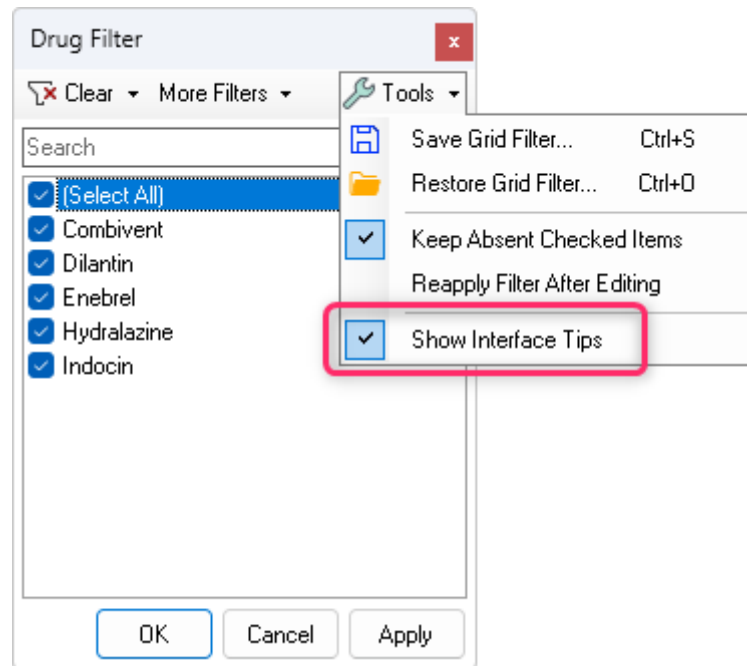 Drug Filter
x
Clear More Filters Tools
Search
(Select All)
Combivent
Dilantin
Enebrel
Hydralazine
Indocin
Save Grid Filter... Ctrl+S
Restore Grid Filter... Ctrl+O
Keep Absent Checked Items
Reapply Filter After Editing
Show Interface Tips
OK Cancel Apply